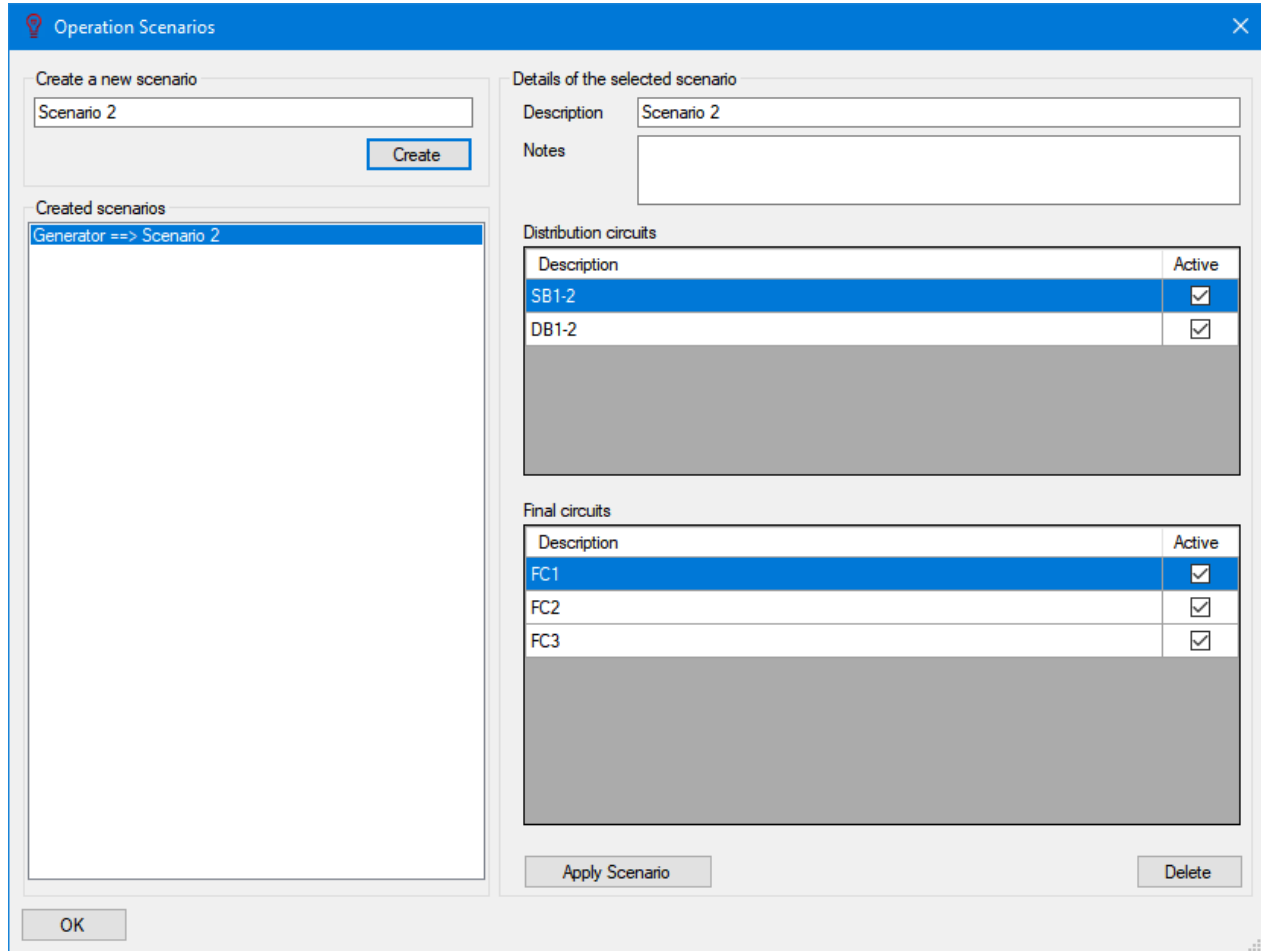 Operation Scenarios
Create a new scenario
Scenario 2
Create
Created scenarios
Generator ==> Scenario 2
OK
Details of the selected scenario
Description Scenario 2
Notes
Distribution circuits
Description Active
SB1-2
DB1-2
Final circuits
Description Active
FC1
FC2
FC3
Apply Scenario Delete